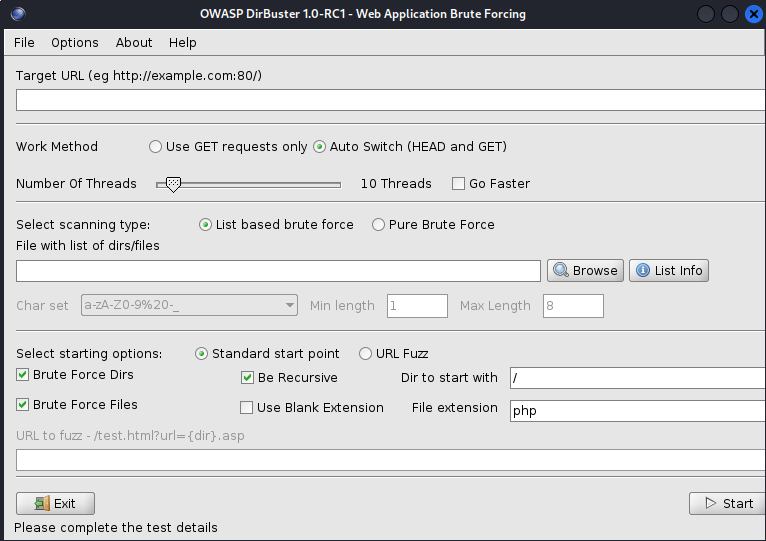 OWASP DirBuster 1.0-RC1 - Web Application Brute Forcing
File Options About Help
Target URL (eg http://example.com:80/)
Work Method Use GET requests only Auto Switch (HEAD and GET)
Number Of Threads 10 Threads Go Faster
Select scanning type: List based brute force Pure Brute Force
File with list of dirs/files
Browse List Info
Char set a-zA-Z0-9%20-_ Min length 1 Max Length 8
Select starting options: Standard start point URL Fuzz
Brute Force Dirs Be Recursive Dir to start with /
Brute Force Files Use Blank Extension File extension php
URL to fuzz - /test.html?url={dir}.asp
Exit Start
Please complete the test details